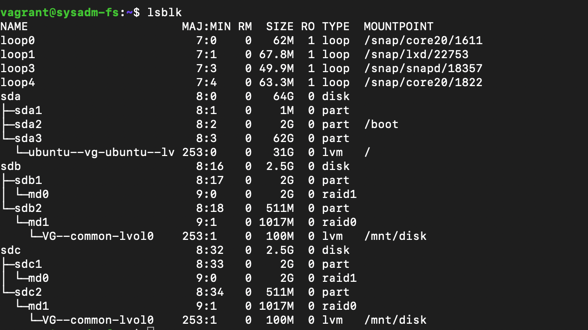 vagrant@sysadm-fs:~$ lsblk
NAME                      MAJ:MIN RM  SIZE RO TYPE  MOUNTPOINT
loop0                       7:0    0   62M  1 loop  /snap/core20/1611
loop1                       7:1    0 67.8M  1 loop  /snap/lxd/22753
loop3                       7:3    0 49.9M  1 loop  /snap/snapd/18357
loop4                       7:4    0 63.3M  1 loop  /snap/core20/1822
sda                         8:0    0   64G  0 disk
├─sda1                      8:1    0    1M  0 part
├─sda2                      8:2    0    2G  0 part  /boot
└─sda3                      8:3    0   62G  0 part
  └─ubuntu--vg-ubuntu--lv 253:0    0   31G  0 lvm   /
sdb                         8:16   0  2.5G  0 disk
├─sdb1                      8:17   0    2G  0 part
│ └─md0                     9:0    0    2G  0 raid1
└─sdb2                      8:18   0  511M  0 part
  └─md1                     9:1    0 1017M  0 raid0
    └─VG--common-lvol0    253:1    0  100M  0 lvm   /mnt/disk
sdc                         8:32   0  2.5G  0 disk
├─sdc1                      8:33   0    2G  0 part
│ └─md0                     9:0    0    2G  0 raid1
└─sdc2                      8:34   0  511M  0 part
  └─md1                     9:1    0 1017M  0 raid0
    └─VG--common-lvol0    253:1    0  100M  0 lvm   /mnt/disk